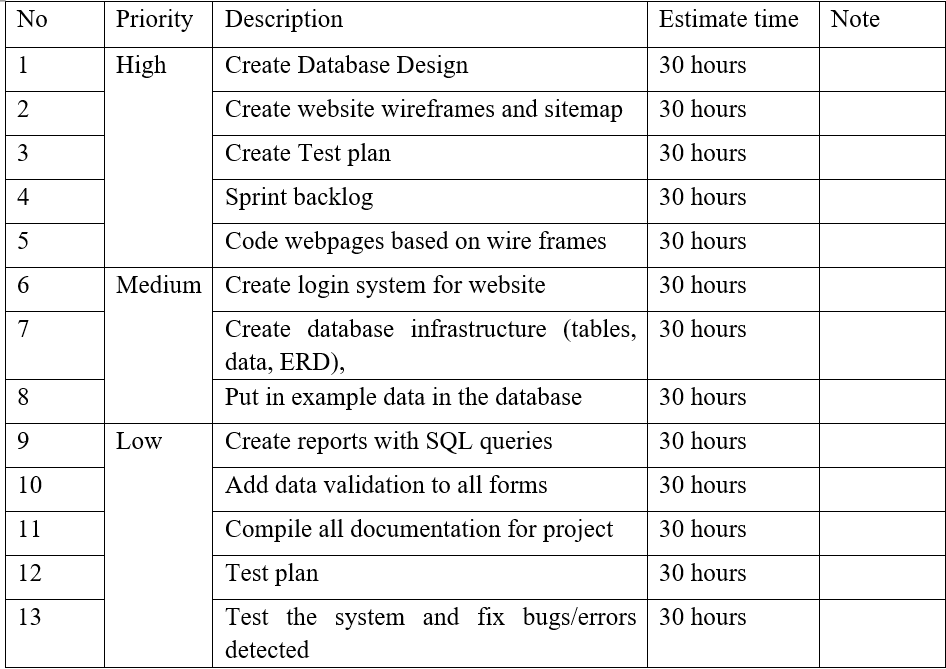 No Priority Description Estimate time Note
1 High Create Database Design 30 hours
2 Create website wireframes and sitemap 30 hours
3 Create Test plan 30 hours
4 Sprint backlog 30 hours
5 Code webpages based on wire frames 30 hours
6 Medium Create login system for website 30 hours
7 Create database infrastructure (tables, 30 hours
data, ERD),
8 Put in example data in the database 30 hours
9 Low Create reports with SQL queries 30 hours
10 Add data validation to all forms 30 hours
11 Compile all documentation for project 30 hours
12 Test plan 30 hours
13 Test the system and fix bugs/errors 30 hours
detected